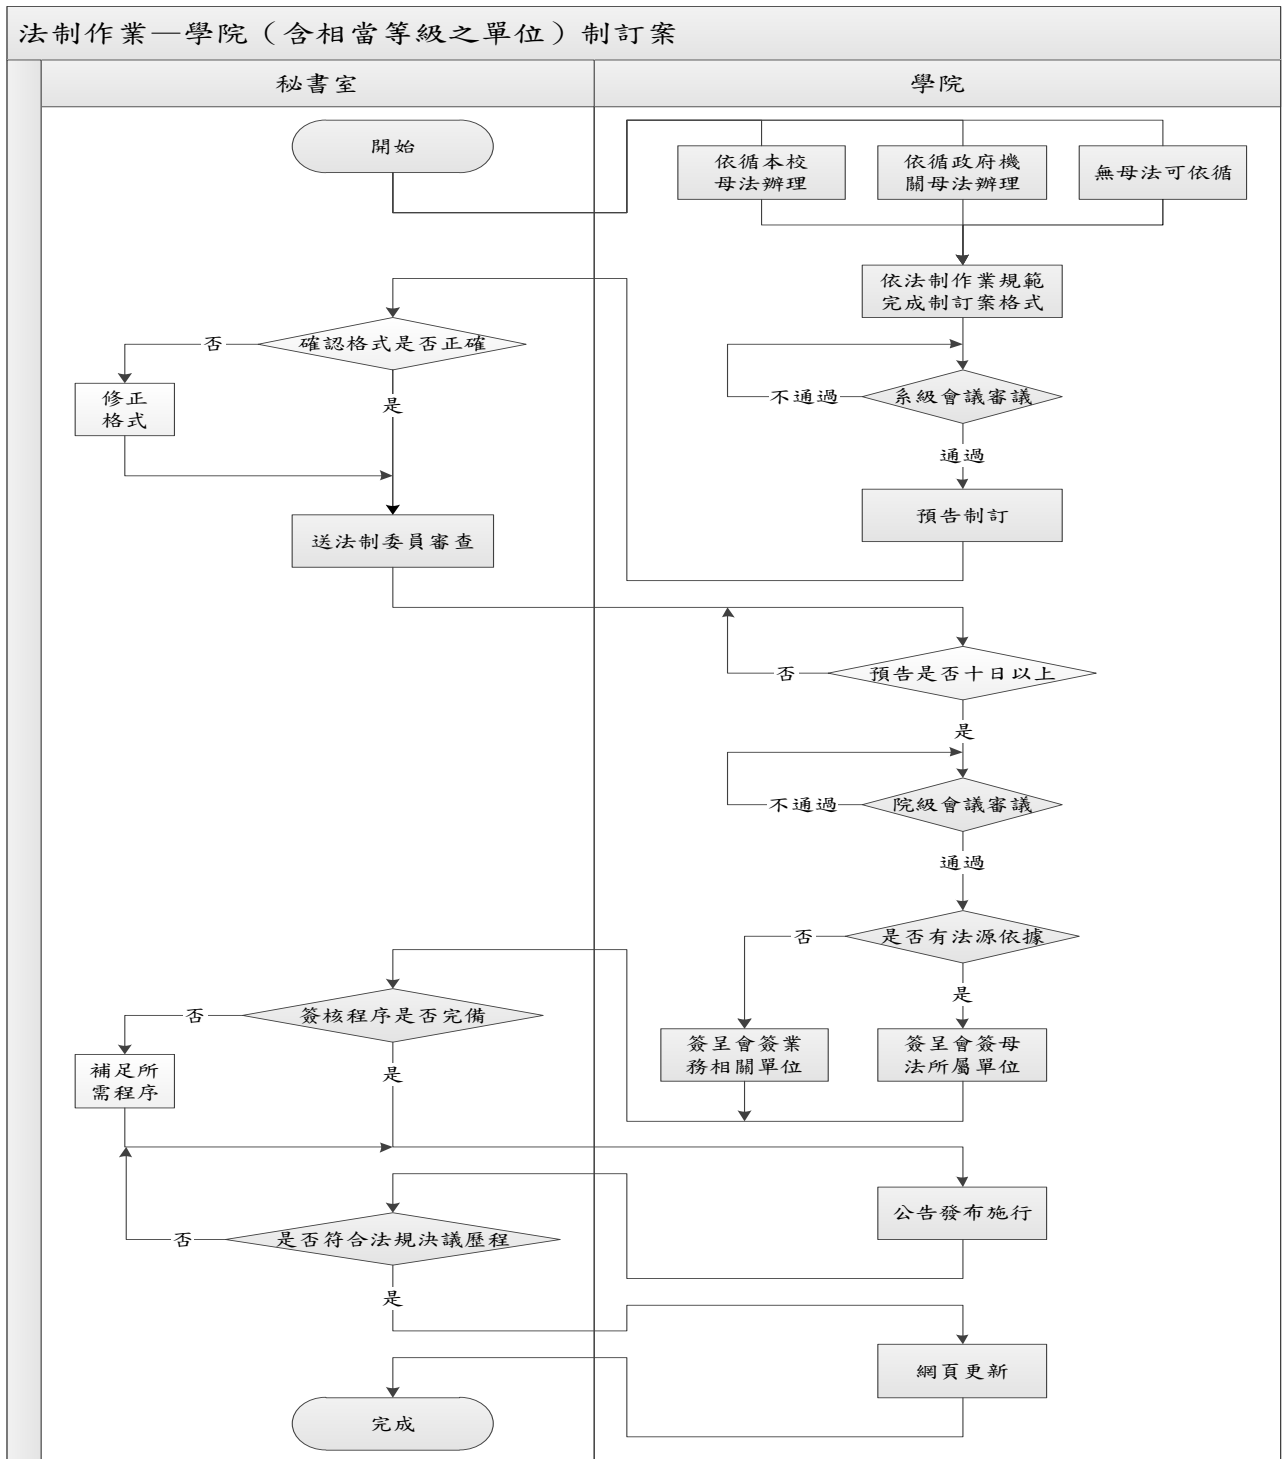 法制作業—學院（含相當等級之單位）制訂案
秘書室
學院
開始
依循本校
母法辦理
依循政府機
關母法辦理
無母法可依循
依法制作業規範
完成制訂案格式
否
確認格式是否正確
修正
格式
是
不通過
系級會議審議
通過
預告制訂
送法制委員審查
否
預告是否十日以上
是
不通過
院級會議審議
通過
否
是否有法源依據
是
否
簽核程序是否完備
簽呈會簽業
務相關單位
簽呈會簽母
法所屬單位
補足所
需程序
是
公告發布施行
否
是否符合法規決議歷程
是
網頁更新
完成